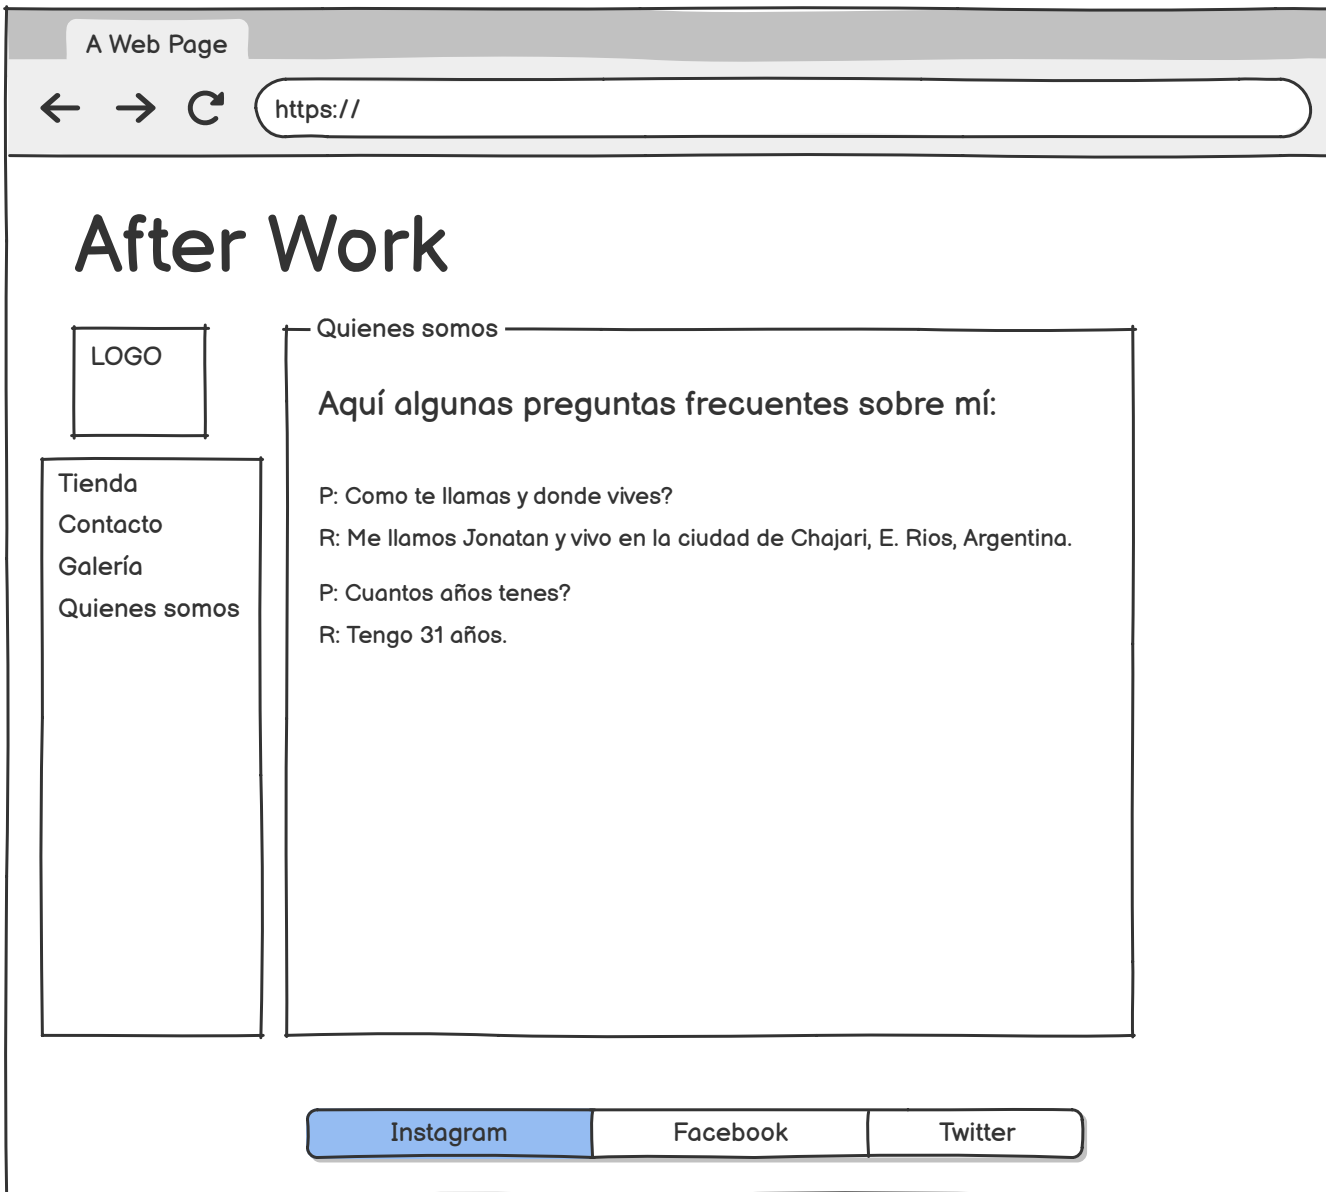 A Web Page
https://
After Work
LOGO
Tienda
Contacto
Galería
Quienes somos
Quienes somos
Aquí algunas preguntas frecuentes sobre mí:
P: Como te llamas y donde vives?
R: Me llamos Jonatan y vivo en la ciudad de Chajari, E. Rios, Argentina.
P: Cuantos años tenes?
R: Tengo 31 años.
Instagram
Facebook
Twitter